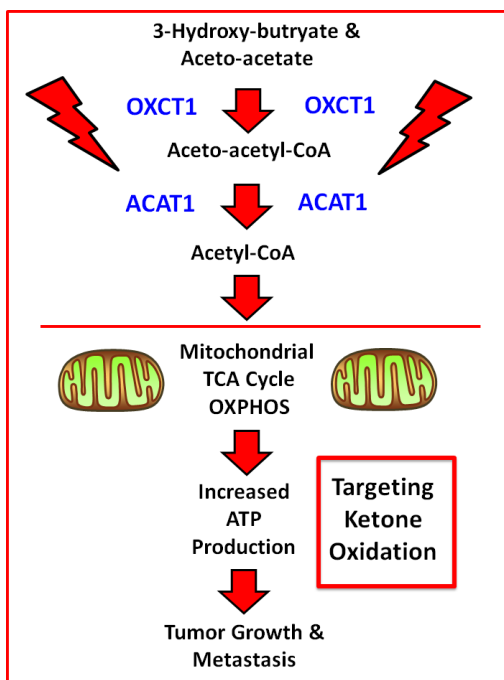 3-Hydroxy-butryate &
Aceto-acetate
OXCT1 OXCT1
Aceto-acetyl-CoA
ACAT1 ACAT1
Acetyl-CoA
Mitochondrial
TCA Cycle
OXPHOS
Increased
ATP
Production
Targeting
Ketone
Oxidation
Tumor Growth &
Metastasis